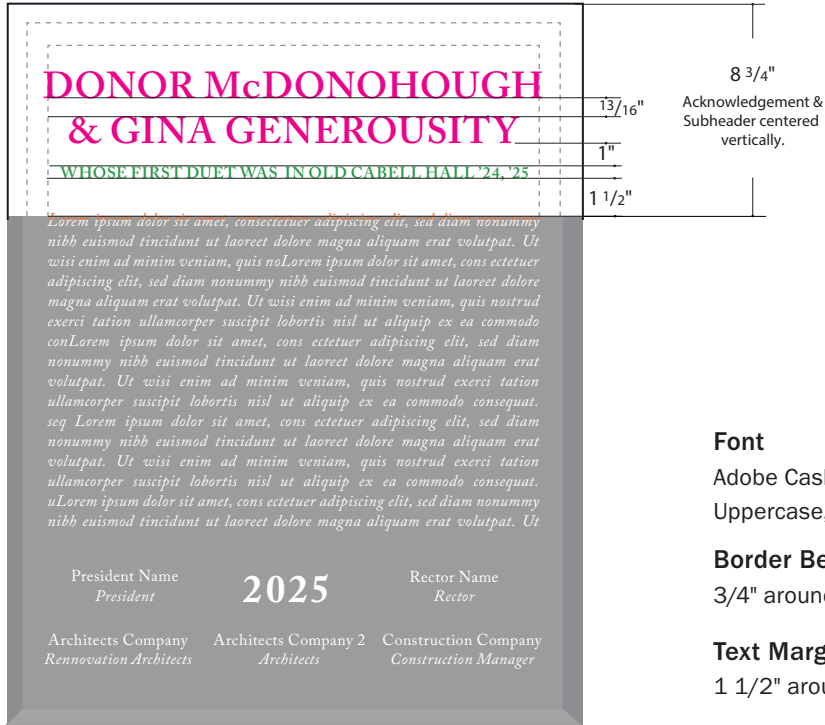 DONOR McDONOHOUGH
& GINA GENEROUSITY
WHOSE FIRST DUET WAS IN OLD CABELL HALL '24, '25
13/16"
1"
1 1/2"
8 3/4"
Acknowledgement &
Subheader centered
vertically.
Lorem ipsum dolor sit amet, consectetuer adipiscing elit, sed diam nonummy
nibh euismod tincidunt ut laoreet dolore magna aliquam erat volutpat. Ut
wisi enim ad minim veniam, quis noLorem ipsum dolor sit amet, cons ectetuer
adipiscing elit, sed diam nonummy nibh euismod tincidunt ut laoreet dolore
magna aliquam erat volutpat. Ut wisi enim ad minim veniam, quis nostrud
exerci tation ullamcorper suscipit lobortis nisl ut aliquip ex ea commodo
conLorem ipsum dolor sit amet, cons ectetuer adipiscing elit, sed diam
nonummy nibh euismod tincidunt ut laoreet dolore magna aliquam erat
volutpat. Ut wisi enim ad minim veniam, quis nostrud exerci tation
ullamcorper suscipit lobortis nisl ut aliquip ex ea commodo consequat.
seq Lorem ipsum dolor sit amet, cons ectetuer adipiscing elit, sed diam
nonummy nibh euismod tincidunt ut laoreet dolore magna aliquam erat
volutpat. Ut wisi enim ad minim veniam, quis nostrud exerci tation
ullamcorper suscipit lobortis nisl ut aliquip ex ea commodo consequat.
uLorem ipsum dolor sit amet, cons ectetuer adipiscing elit, sed diam nonummy
nibh euismod tincidunt ut laoreet dolore magna aliquam erat volutpat. Ut
President Name
President
2025
Rector Name
Rector
Architects Company
Rennovation Architects
Architects Company 2
Architects
Construction Company
Construction Manager
Font
Adobe Cas
Uppercase,
Border Be
3/4" aroun
Text Marg
1 1/2" arou